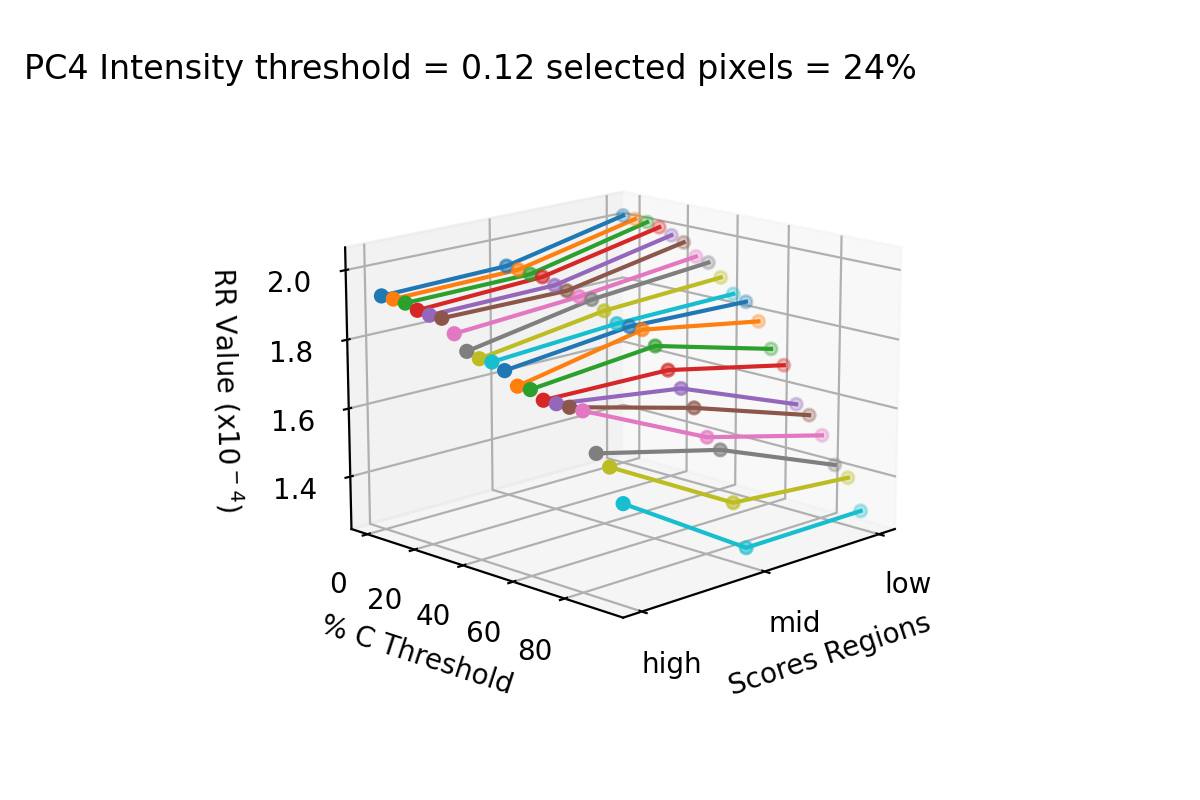 PC4 Intensity threshold = 0.12 selected pixels = 24%
RR Value (x10⁻⁴)
2.0
1.8
1.6
1.4
0
20
40
60
80
% C Threshold
high
mid
low
Scores Regions